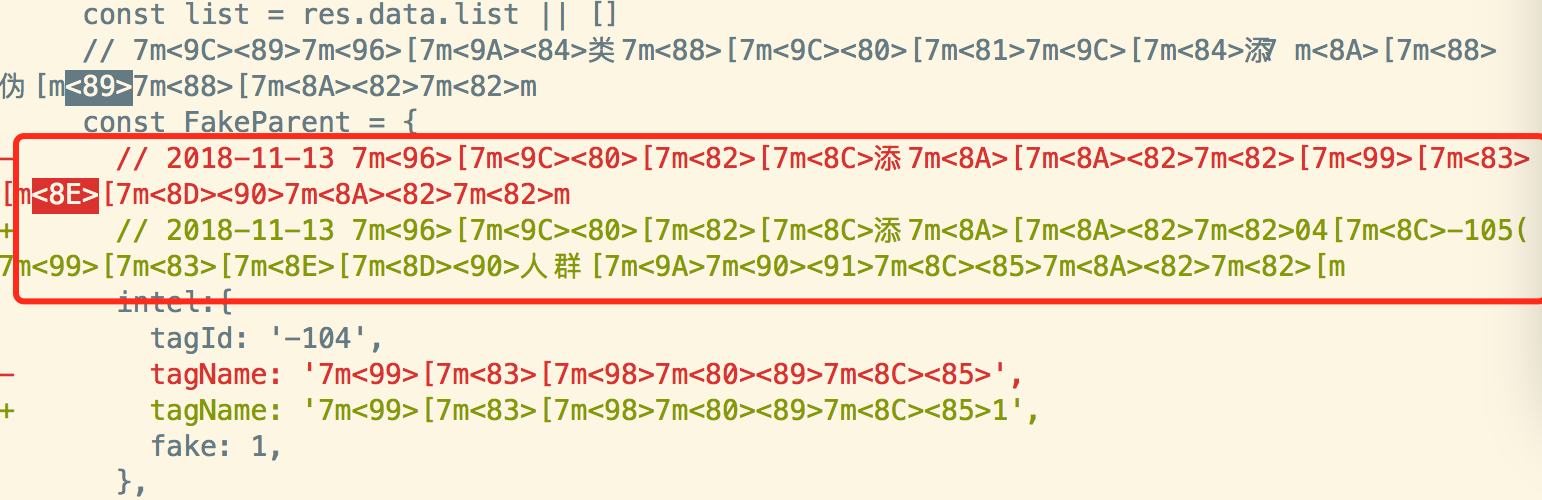 const list = res.data.list || []
// 7m<9C><89>7m<96>[7m<9A><84>类7m<88>[7m<9C><80>[7m<81>7m<9C>[7m<84>添7 m<8A>[7m<88>
伪[m<89>7m<88>[7m<8A><82>7m<82>m
const FakeParent = {
- // 2018-11-13 7m<96>[7m<9C><80>[7m<82>[7m<8C>添7m<8A>[7m<8A><82>7m<82>[7m<99>[7m<83>
[m<8E>[7m<8D><90>7m<8A><82>7m<82>m
+ // 2018-11-13 7m<96>[7m<9C><80>[7m<82>[7m<8C>添7m<8A>[7m<8A><82>7m<82>04[7m<8C>-105(
7m<99>[7m<83>[7m<8E>[7m<8D><90>人群[7m<9A>7m<90><91>7m<8C><85>7m<8A><82>7m<82>[m
intel:{
tagId: '-104',
- tagName: '7m<99>[7m<83>[7m<98>7m<80><89>7m<8C><85>',
+ tagName: '7m<99>[7m<83>[7m<98>7m<80><89>7m<8C><85>1',
fake: 1,
},